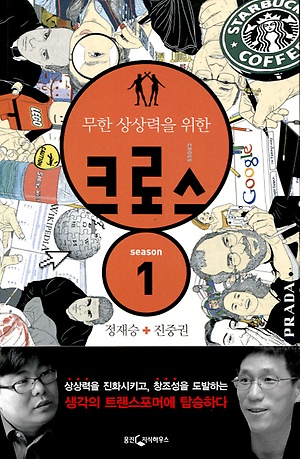 STARBUCKS
COFFEE
LEGO
무한 상상력을 위한
CROSS
크로스
Google
WIKIPEDIA
season
1
정재승 + 진중권
PRADA
상상력을 진화시키고, 창조성을 도발하는
생각의 트랜스포머에 탑승하다
웅진 지식하우스